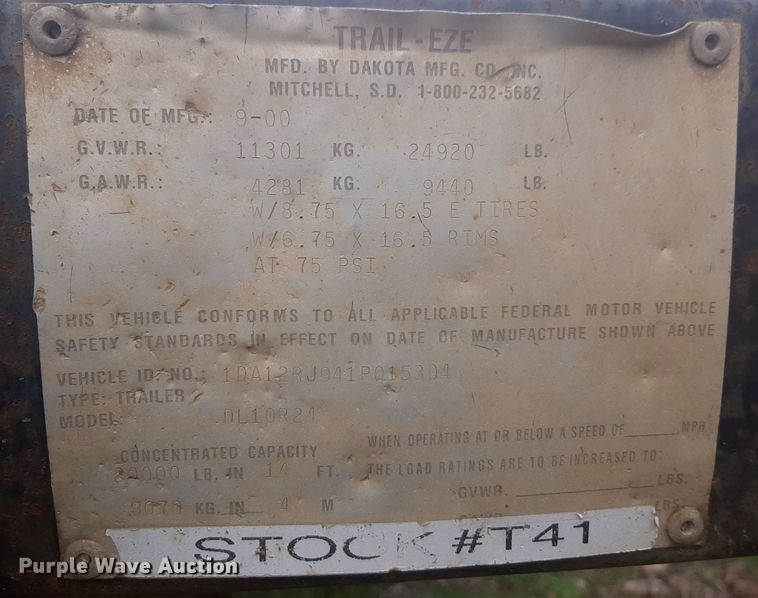 TRAIL-EZE
MFD. BY DAKOTA MFG. CO. INC.
MITCHELL, S.D. 1-800-232-5682
DATE OF MFG.: 9-00
G.V.W.R.: 11301 KG. 24920 LB.
G.A.W.R.: 4281 KG. 9440 LB.
W/8.75 X 16.5 E TIRES
W/6.75 X 16.5 RIMS
AT 75 PSI
THIS VEHICLE CONFORMS TO ALL APPLICABLE FEDERAL MOTOR VEHICLE
SAFETY STANDARDS IN EFFECT ON DATE OF MANUFACTURE SHOWN ABOVE
VEHICLE ID. NO.: 1DA12RJ941P015304
TYPE: TRAILER
MODEL: DL10R24
CONCENTRATED CAPACITY
20000 LB. IN 14 FT.
KG. IN 4 M
WHEN OPERATING AT OR BELOW A SPEED OF ______ MPH
THE LOAD RATINGS ARE TO BE INCREASED TO:
GVWR. ______ LBS.
LBS.
STOCK #T41
Purple Wave Auction